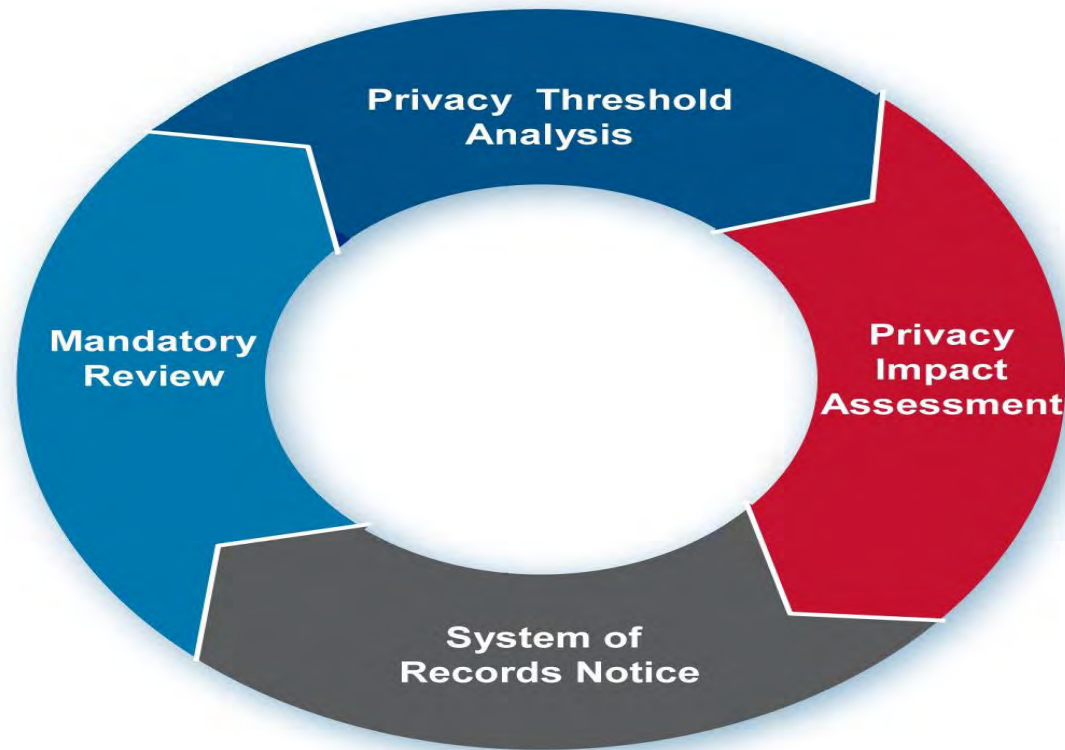 Privacy Threshold
Analysis
Privacy
Impact
Assessment
System of
Records Notice
Mandatory
Review